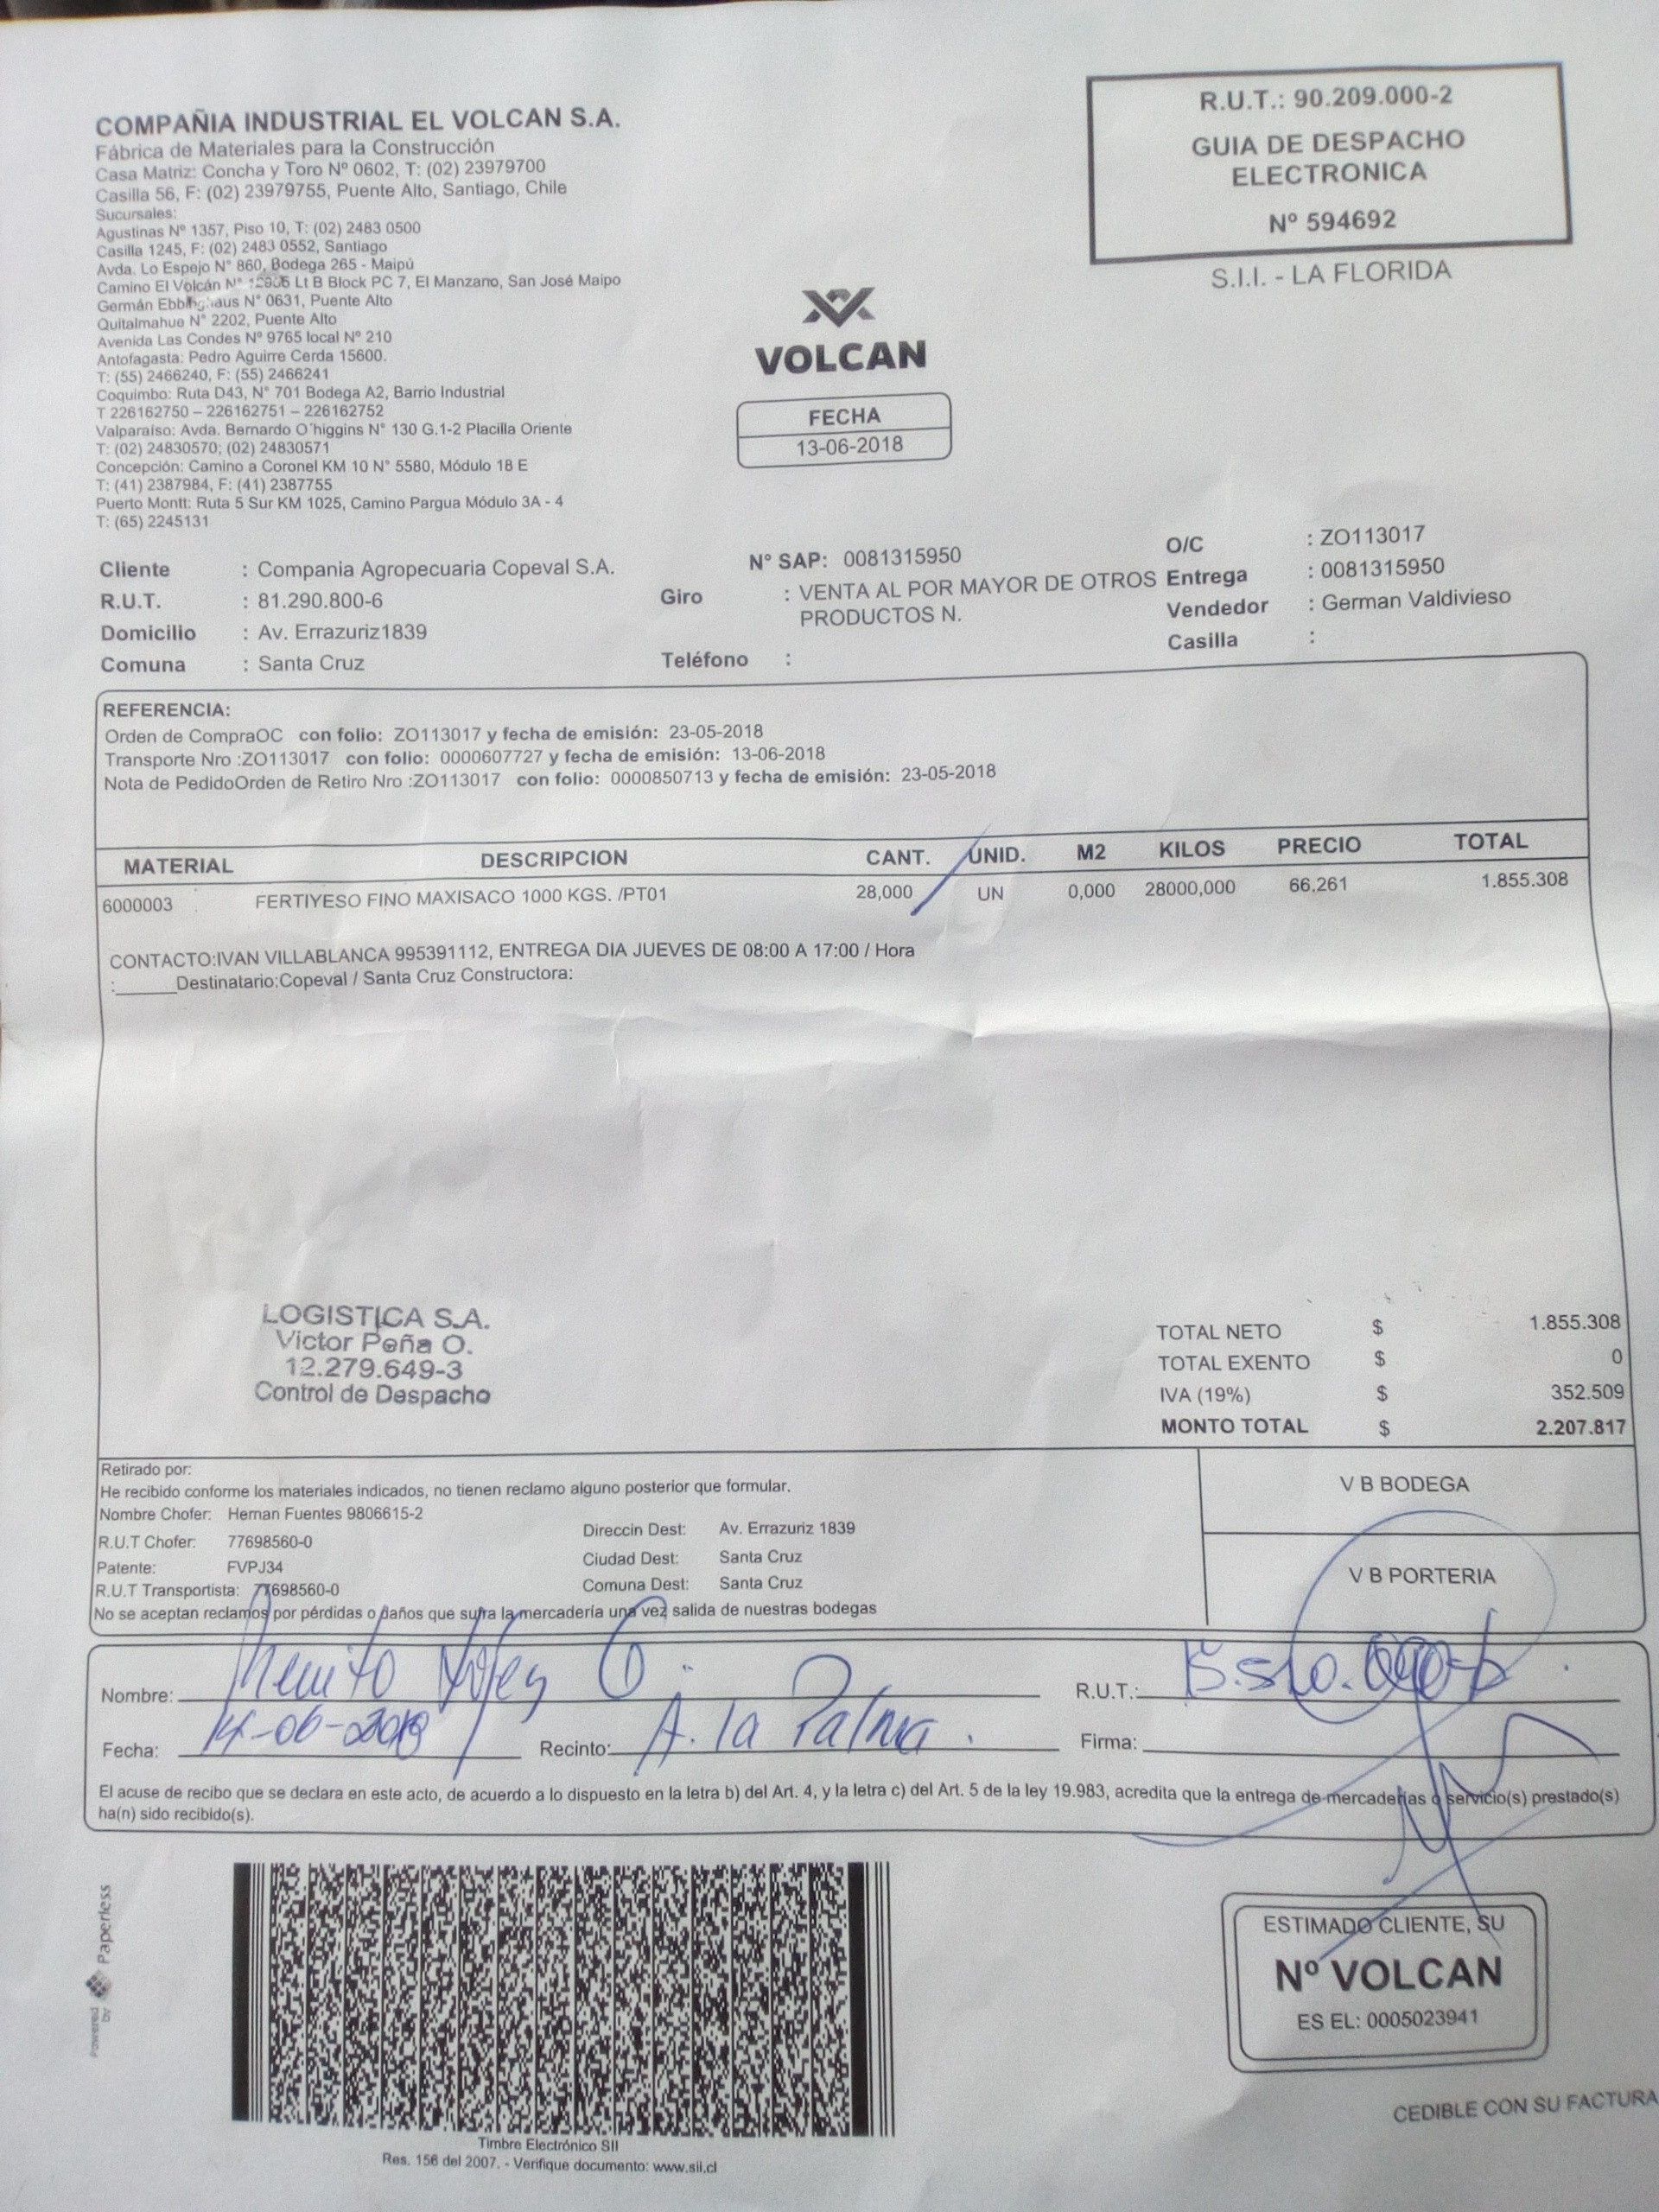 COMPAÑIA INDUSTRIAL EL VOLCAN S.A.
Fábrica de Materiales para la Construcción
Casa Matriz: Concha y Toro Nº 0602, T: (02) 23979700
Casilla 56, F: (02) 23979755, Puente Alto, Santiago, Chile
Sucursales:
Agustinas Nº 1357, Piso 10, T: (02) 2483 0500
Casilla 1245, F: (02) 2483 0552, Santiago
Avda. Lo Espejo N° 860, Bodega 265 - Maipú
Camino El Volcán N° Lt B Block PC 7, El Manzano, San José Maipo
Germán Ebbinghaus N° 0631, Puente Alto
Quitalmahue N° 2202, Puente Alto
Avenida Las Condes Nº 9765 local Nº 210
Antofagasta: Pedro Aguirre Cerda 15600.
T: (55) 2466240, F: (55) 2466241
Coquimbo: Ruta D43, N° 701 Bodega A2, Barrio Industrial
T 226162750 – 226162751 – 226162752
Valparaíso: Avda. Bernardo O´higgins N° 130 G.1-2 Placilla Oriente
T: (02) 24830570; (02) 24830571
Concepción: Camino a Coronel KM 10 N° 5580, Módulo 18 E
T: (41) 2387984, F: (41) 2387755
Puerto Montt: Ruta 5 Sur KM 1025, Camino Pargua Módulo 3A - 4
T: (65) 2245131
VOLCAN
FECHA
13-06-2018
R.U.T.: 90.209.000-2
GUIA DE DESPACHO
ELECTRONICA
Nº 594692
S.I.I. - LA FLORIDA
Cliente : Compania Agropecuaria Copeval S.A.
R.U.T. : 81.290.800-6
Domicilio : Av. Errazuriz1839
Comuna : Santa Cruz
N° SAP: 0081315950
Giro : VENTA AL POR MAYOR DE OTROS
PRODUCTOS N.
Teléfono :
O/C : ZO113017
Entrega : 0081315950
Vendedor : German Valdivieso
Casilla :
REFERENCIA:
Orden de CompraOC con folio: ZO113017 y fecha de emisión: 23-05-2018
Transporte Nro :ZO113017 con folio: 0000607727 y fecha de emisión: 13-06-2018
Nota de PedidoOrden de Retiro Nro :ZO113017 con folio: 0000850713 y fecha de emisión: 23-05-2018
MATERIAL DESCRIPCION CANT. UNID. M2 KILOS PRECIO TOTAL
6000003 FERTIYESO FINO MAXISACO 1000 KGS. /PT01 28,000 UN 0,000 28000,000 66,261 1.855.308
CONTACTO:IVAN VILLABLANCA 995391112, ENTREGA DIA JUEVES DE 08:00 A 17:00 / Hora
:______Destinatario:Copeval / Santa Cruz Constructora:
LOGISTICA S.A.
Victor Peña O.
12.279.649-3
Control de Despacho
TOTAL NETO $ 1.855.308
TOTAL EXENTO $ 0
IVA (19%) $ 352.509
MONTO TOTAL $ 2.207.817
Retirado por:
He recibido conforme los materiales indicados, no tienen reclamo alguno posterior que formular.
Nombre Chofer: Hernan Fuentes 9806615-2
R.U.T Chofer: 77698560-0
Patente: FVPJ34
R.U.T Transportista: 77698560-0
Direccin Dest: Av. Errazuriz 1839
Ciudad Dest: Santa Cruz
Comuna Dest: Santa Cruz
No se aceptan reclamos por pérdidas o daños que sufra la mercadería una vez salida de nuestras bodegas
V B BODEGA
V B PORTERIA
Nombre:
R.U.T.:
Fecha: 14-06-2018 Recinto: A. la Palma. Firma:
El acuse de recibo que se declara en este acto, de acuerdo a lo dispuesto en la letra b) del Art. 4, y la letra c) del Art. 5 de la ley 19.983, acredita que la entrega de mercaderías o servicio(s) prestado(s)
ha(n) sido recibido(s).
Powered by Paperless
Timbre Electrónico SII
Res. 156 del 2007. - Verifique documento: www.sii.cl
ESTIMADO CLIENTE, SU
Nº VOLCAN
ES EL: 0005023941
CEDIBLE CON SU FACTURA